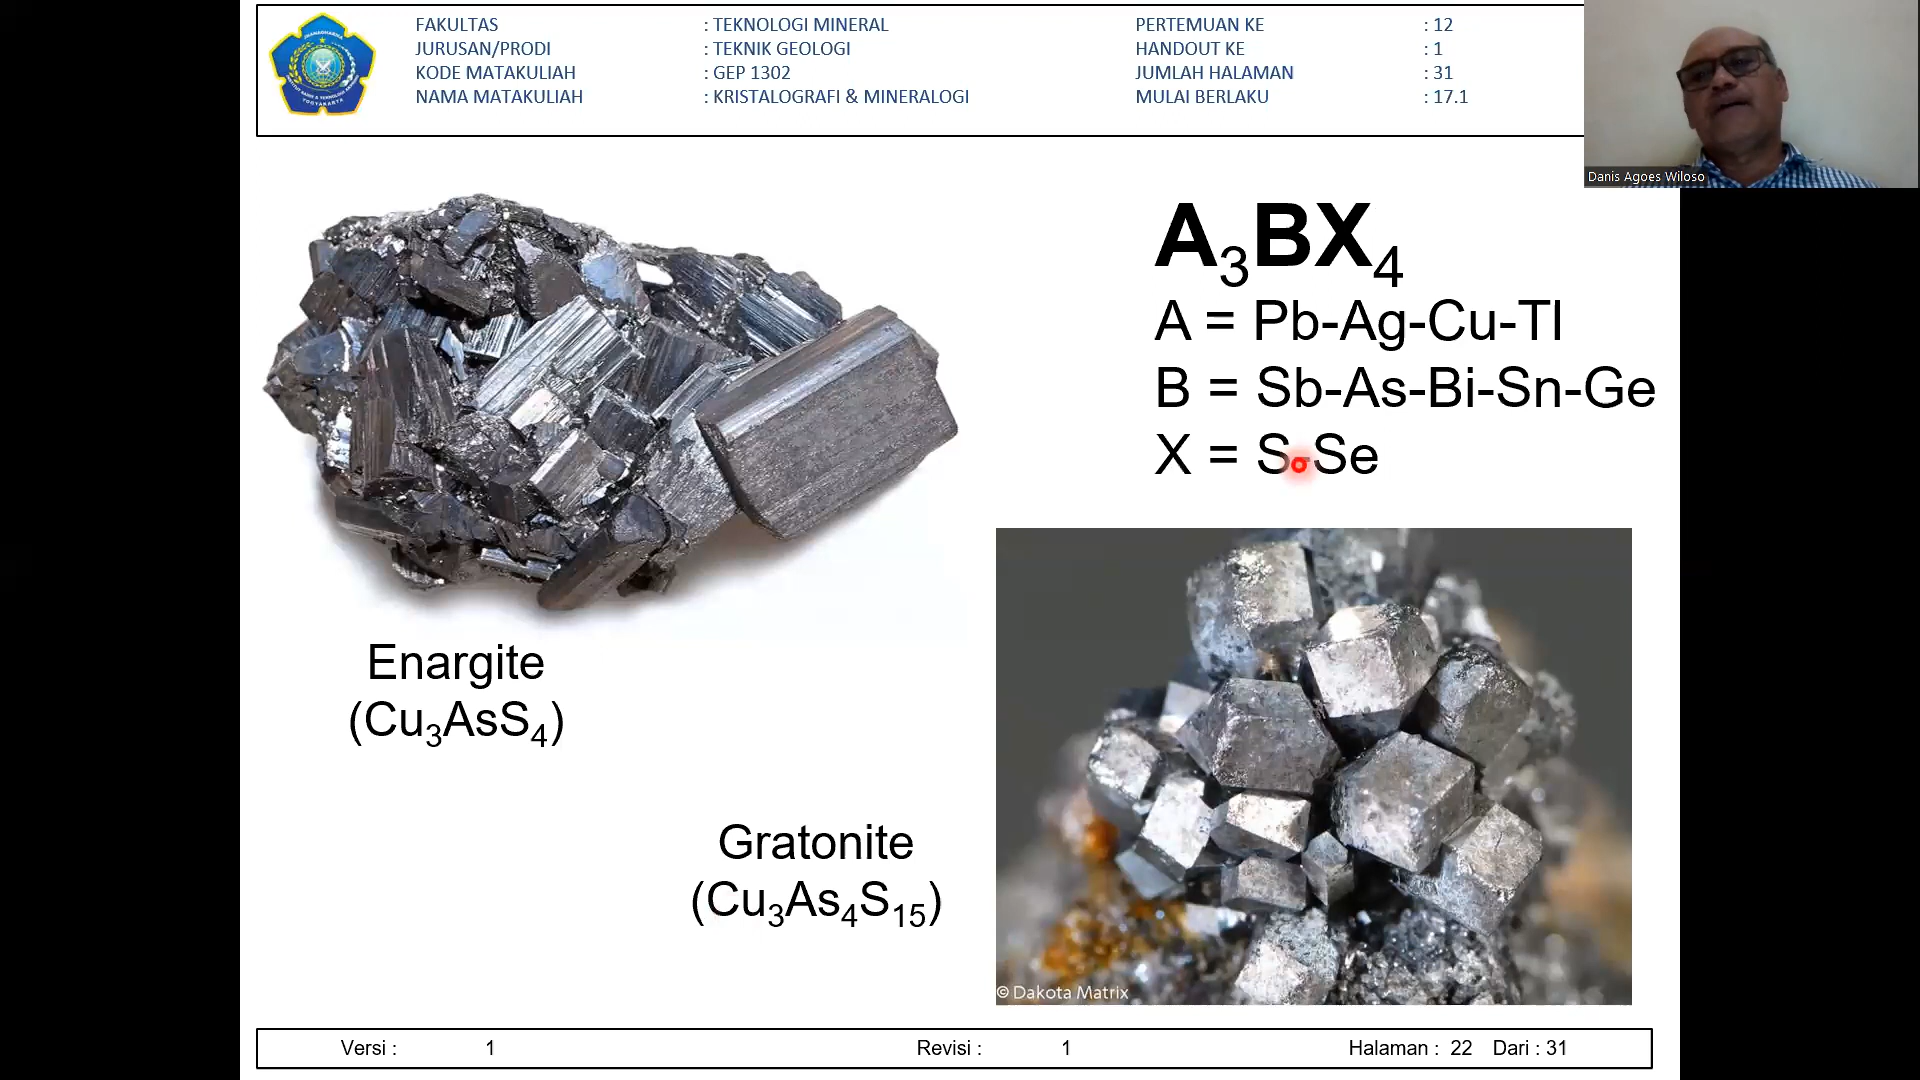 FAKULTAS : TEKNOLOGI MINERAL PERTEMUAN KE : 12
JURUSAN/PRODI : TEKNIK GEOLOGI HANDOUT KE : 1
KODE MATAKULIAH : GEP 1302 JUMLAH HALAMAN : 31
NAMA MATAKULIAH : KRISTALOGRAFI & MINERALOGI MULAI BERLAKU : 17.1
YOGYAKARTA
Danis Agoes Wiloso
A₃BX₄
A = Pb-Ag-Cu-Tl
B = Sb-As-Bi-Sn-Ge
X = S-Se
Enargite
(Cu₃AsS₄)
Gratonite
(Cu₃As₄S₁₅)
© Dakota Matrix
Versi : 1 Revisi : 1 Halaman : 22 Dari : 31